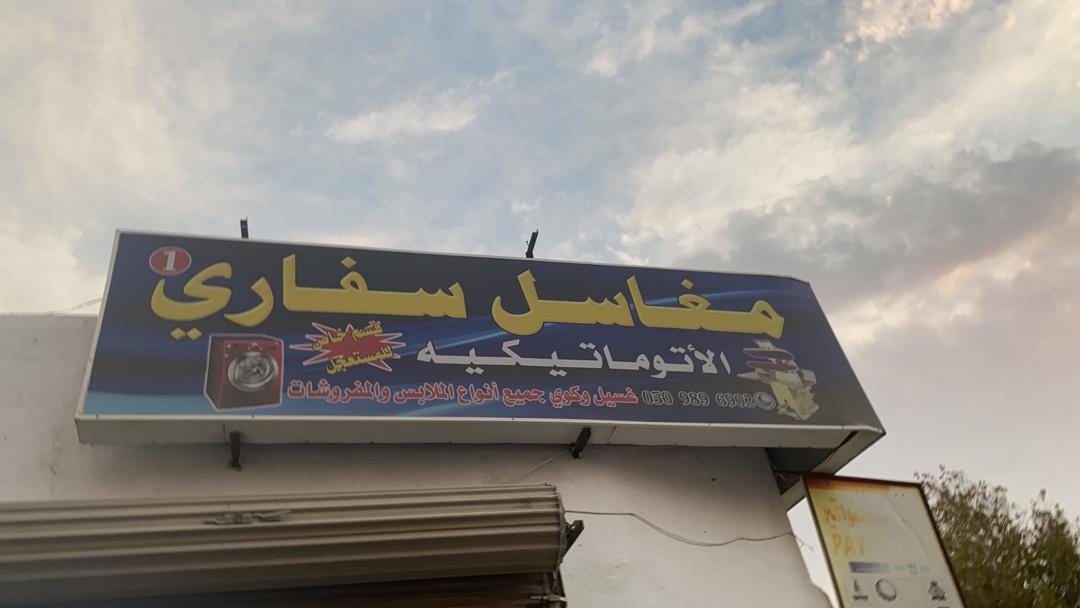 مغاسل سفاري 1
الأتوماتيكيه
قسم خاص
للمستعجل
غسيل وكوي جميع أنواع الملابس والمفروشات 050 989 6902
PAY